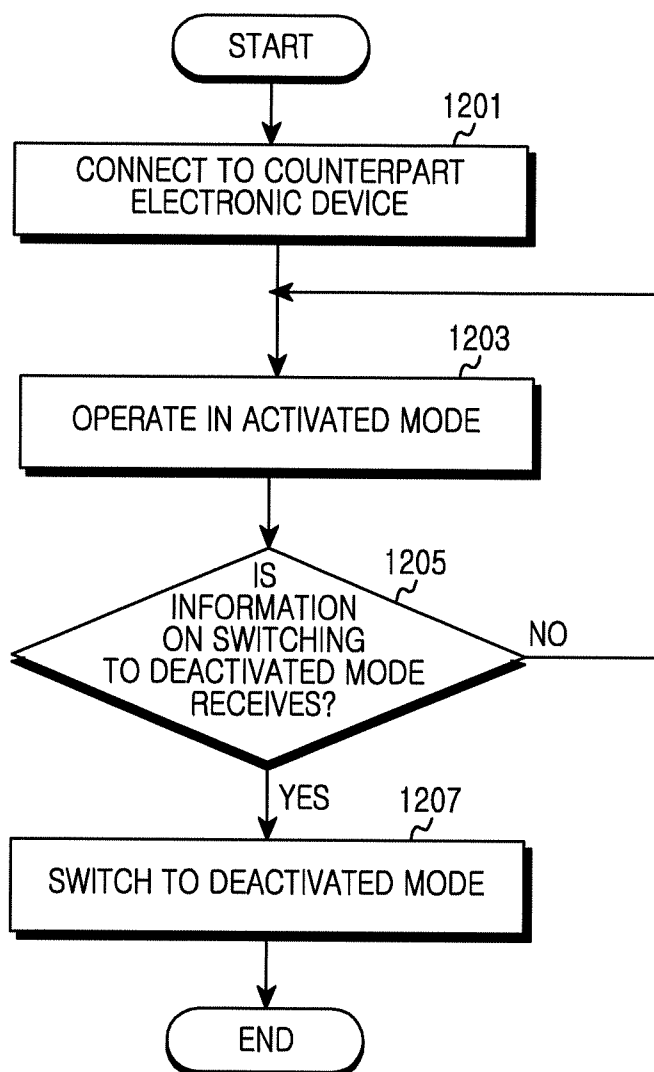 START
1201
CONNECT TO COUNTERPART
ELECTRONIC DEVICE
1203
OPERATE IN ACTIVATED MODE
1205
IS
INFORMATION
ON SWITCHING
TO DEACTIVATED MODE
RECEIVES?
NO
YES
1207
SWITCH TO DEACTIVATED MODE
END